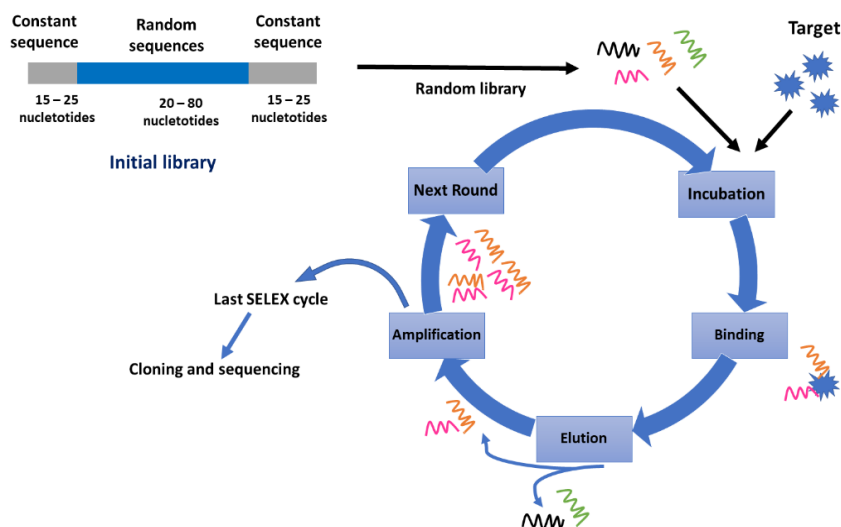 Constant
sequence
Random
sequences
Constant
sequence
15 – 25
nucletotides
20 – 80
nucletotides
15 – 25
nucletotides
Initial library
Random library
Target
Next Round
Incubation
Last SELEX cycle
Amplification
Binding
Cloning and sequencing
Elution